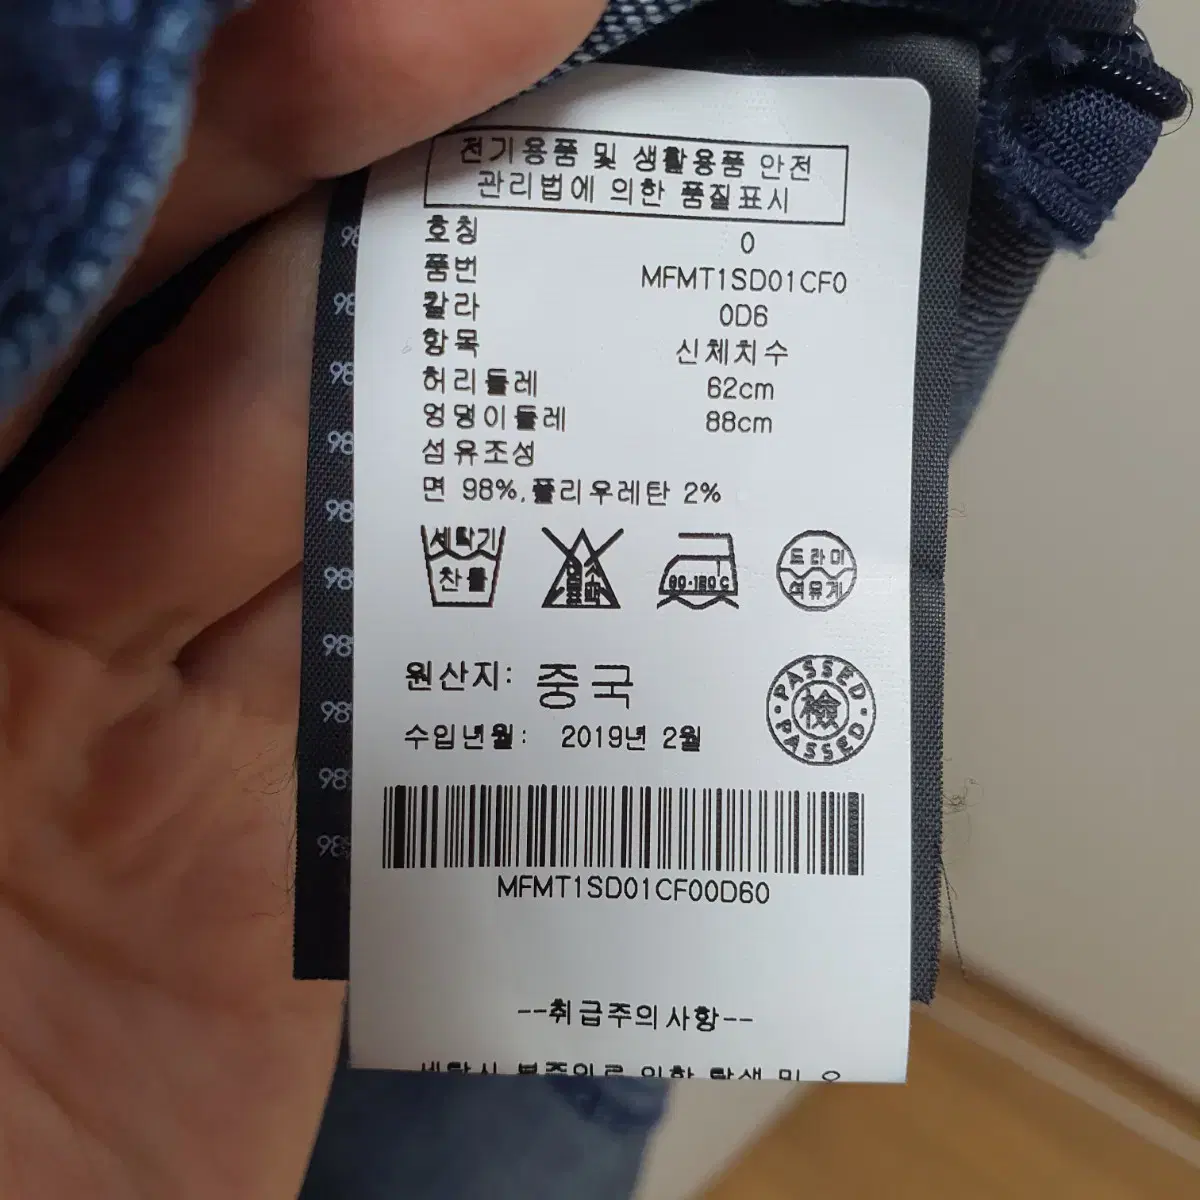 전기용품 및 생활용품 안전
관리법에 의한 품질표시
호칭 0
품번 MFMT1SD01CF0
칼라 0D6
항목 신체치수
허리둘레 62cm
엉덩이둘레 88cm
섬유조성
면 98%,폴리우레탄 2%
세탁기
찬물
80-120°C
드라이
석유계
원산지: 중국
수입년월: 2019년 2월
PASSED
檢
PASSED
MFMT1SD01CF00D60
--취급주의사항--